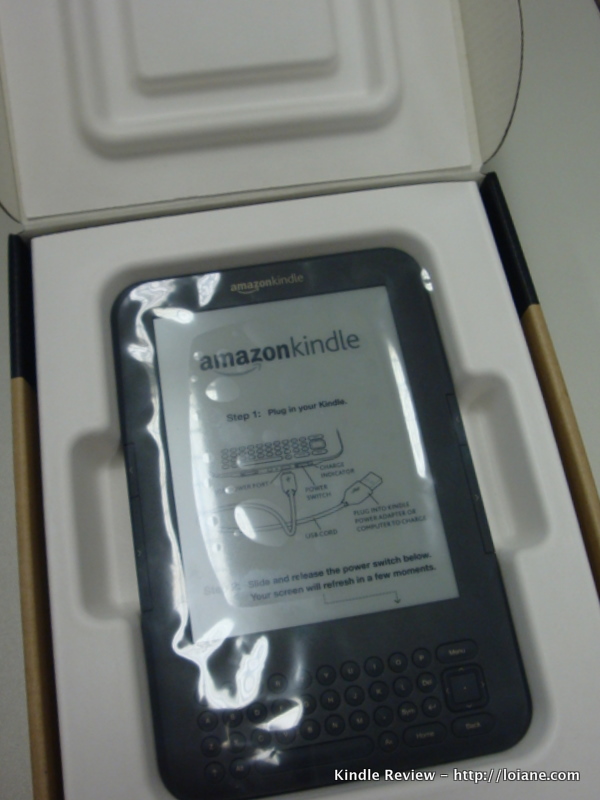 amazonkindle
amazonkindle
Step 1: Plug in your Kindle.
CHARGE
INDICATOR
POWER
SWITCH
PLUG INTO KINDLE
POWER ADAPTER OR
COMPUTER TO CHARGE
USB CORD
Slide and release the power switch below.
Your screen will refresh in a few moments.
Menu
Del
Home
Back
Kindle Review - http://loiane.com